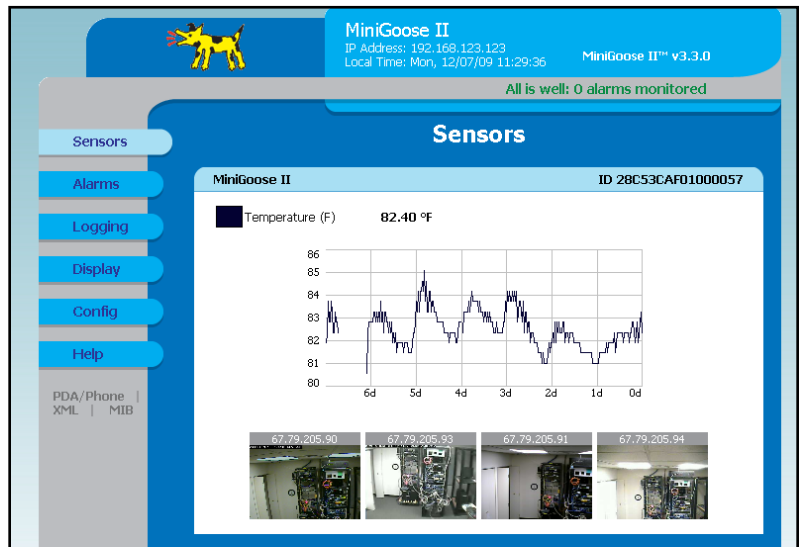 MiniGoose II
IP Address: 192.168.123.123
Local Time: Mon, 12/07/09 11:29:36
MiniGoose II™ v3.3.0
All is well: 0 alarms monitored
Sensors
Sensors
Alarms
Logging
Display
Config
Help
PDA/Phone |
XML | MIB
MiniGoose II ID 28C53CAF01000057
Temperature (F) 82.40 °F
86
85
84
83
82
81
80
6d 5d 4d 3d 2d 1d 0d
67.79.205.90 67.79.205.93 67.79.205.91 67.79.205.94